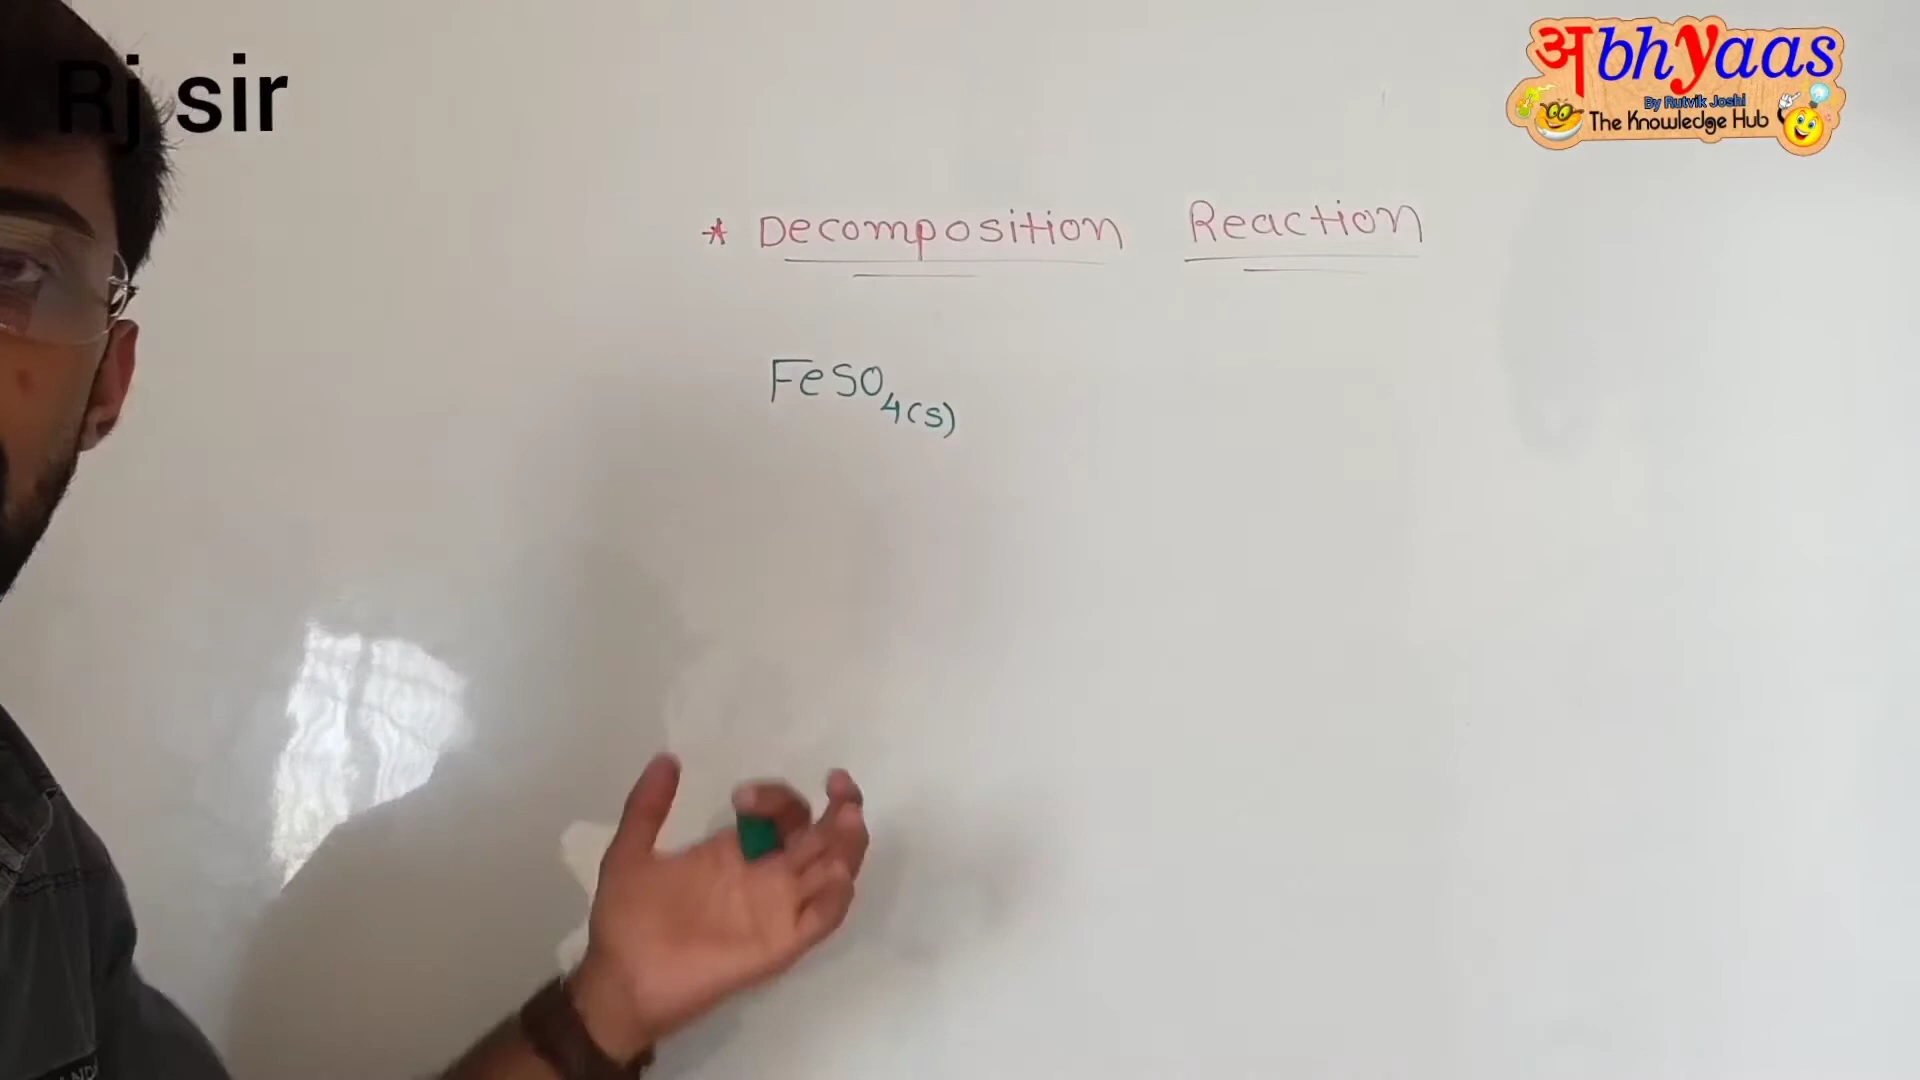 Rj sir
अbhyaas
By Rutvik Joshi
The Knowledge Hub
* Decomposition Reaction
FeSO4(s)